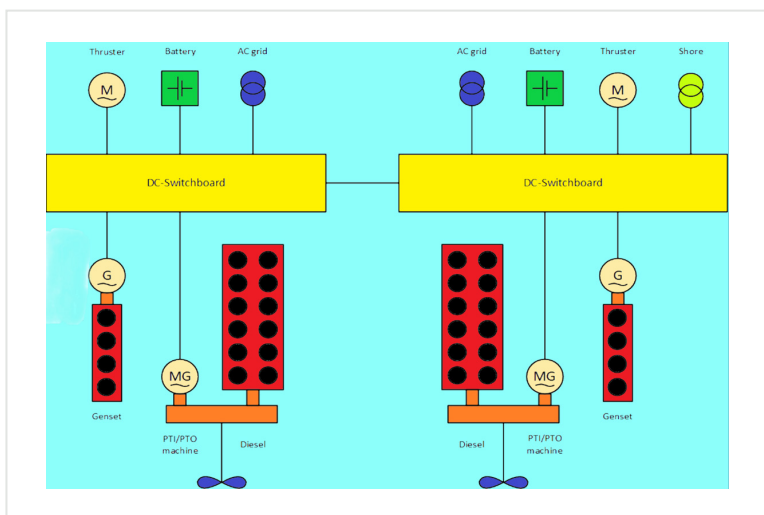 Thruster Battery AC grid AC grid Battery Thruster Shore
M M
DC-Switchboard DC-Switchboard
G G
MG MG
Genset PTI/PTO machine Diesel Diesel PTI/PTO machine Genset